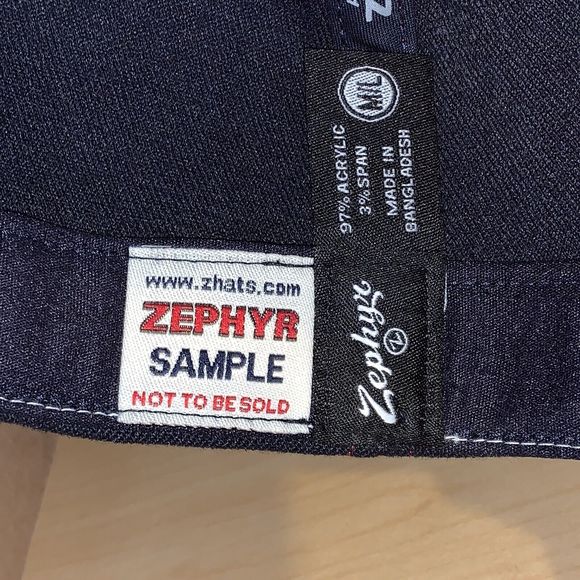 www.zhats.com
ZEPHYR
SAMPLE
NOT TO BE SOLD
M/L
97% ACRYLIC
3% SPAN
MADE IN
BANGLADESH
Zephyr
Z